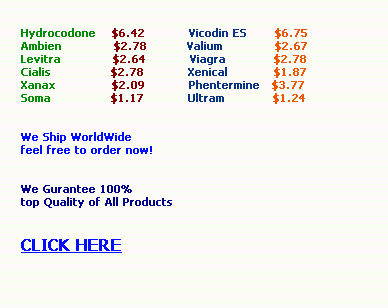 Hydrocodone $6.42 Vicodin ES $6.75
Ambien $2.78 Valium $2.67
Levitra $2.64 Viagra $2.78
Cialis $2.78 Xenical $1.87
Xanax $2.09 Phentermine $3.77
Soma $1.17 Ultram $1.24
We Ship WorldWide
feel free to order now!
We Gurantee 100%
top Quality of All Products
CLICK HERE